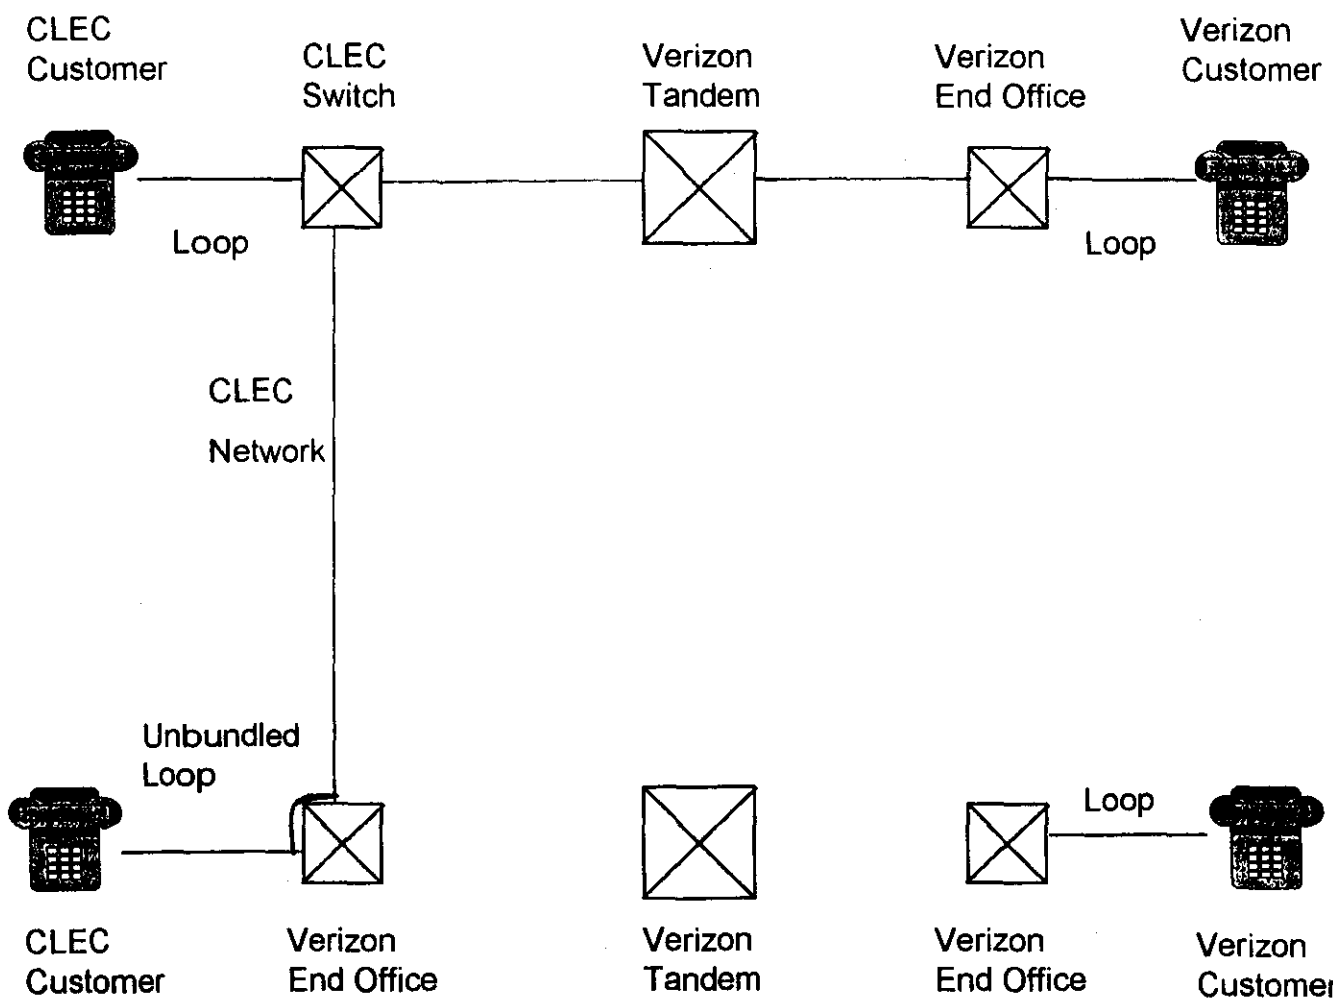 CLEC
Customer
CLEC
Switch
Verizon
Tandem
Verizon
End Office
Verizon
Customer
Loop
Loop
CLEC
Network
Unbundled
Loop
Loop
CLEC
Customer
Verizon
End Office
Verizon
Tandem
Verizon
End Office
Verizon
Customer